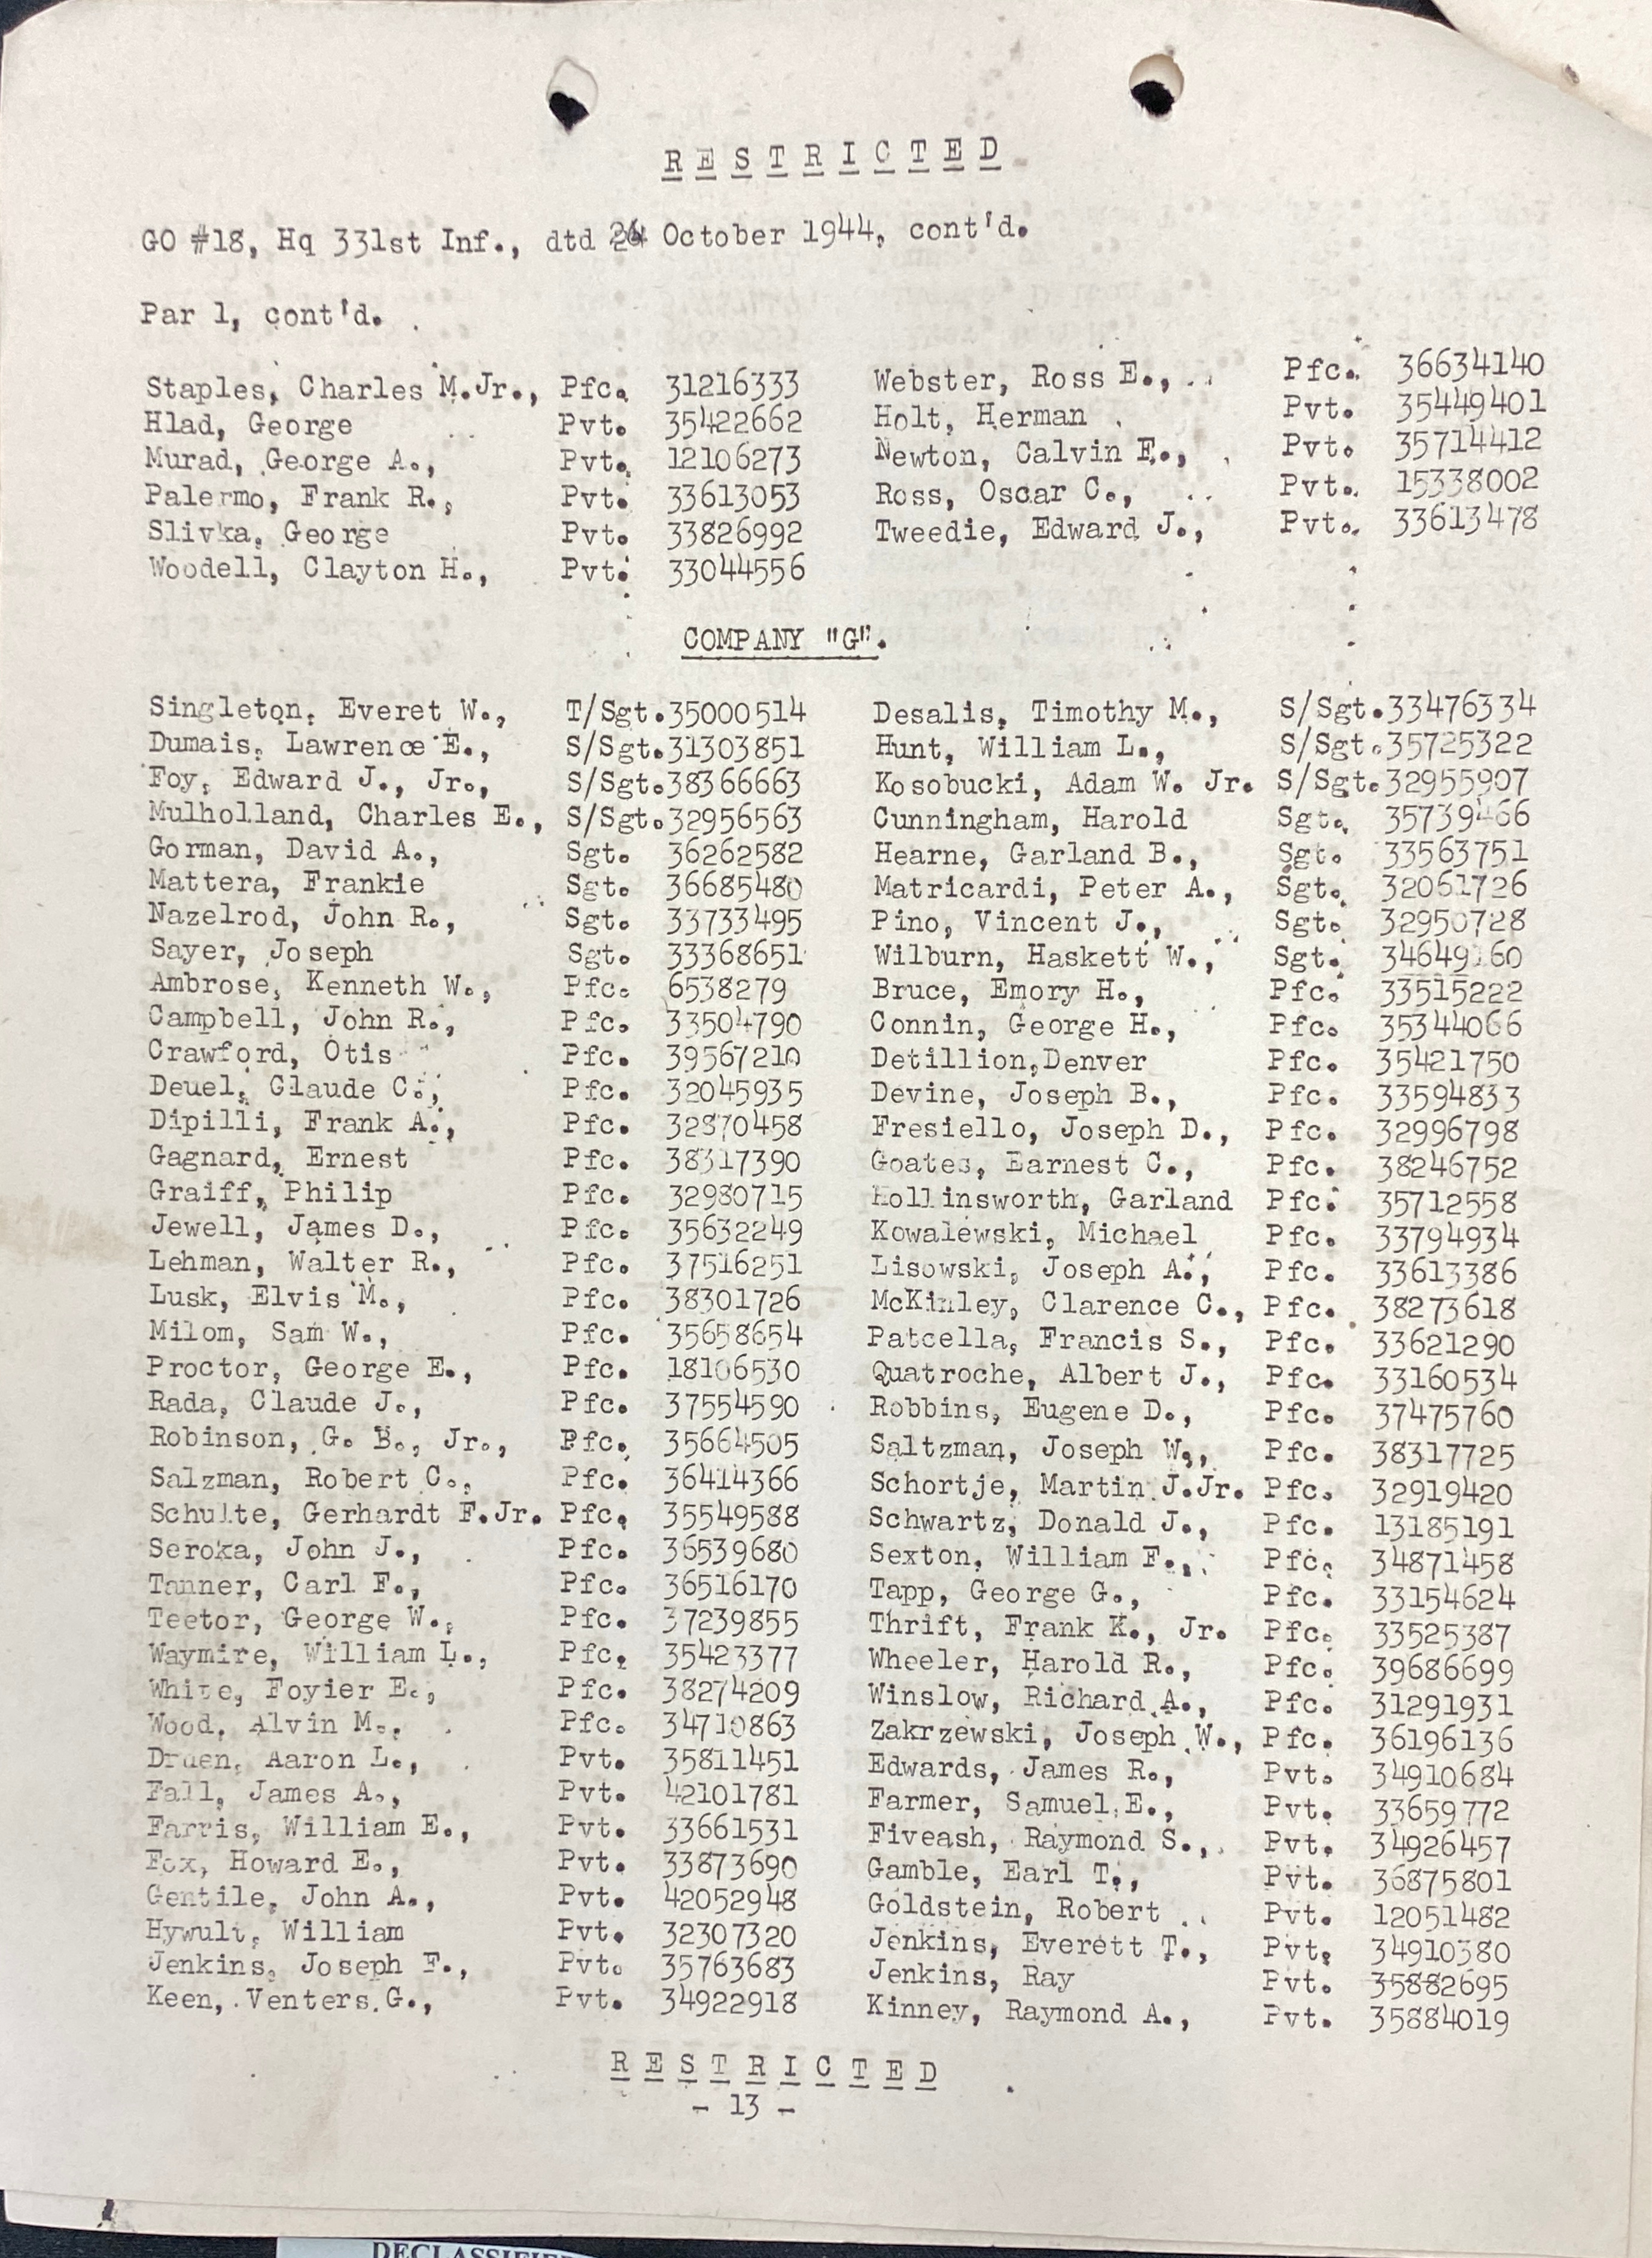 RESTRICTED
GO #18, Hq 331st Inf., dtd October 1944, cont'd.
Par 1, cont'd.
Staples, Charles M.Jr., Pfc. 31216333 Webster, Ross E., Pfc. 36634140
Hlad, George Pvt. 35422662 Holt, Herman Pvt. 35449401
Murad, George A., Pvt. 12106273 Newton, Calvin E., Pvt. 35714412
Palermo, Frank R., Pvt. 33613053 Ross, Oscar C., Pvt. 15338002
Slivka, George Pvt. 33826992 Tweedie, Edward J., Pvt. 33613478
Woodell, Clayton H., Pvt. 33044556
COMPANY "G".
Singleton, Everet W., T/Sgt.35000514 Desalis, Timothy M., S/Sgt.33476334
Dumais, Lawrence E., S/Sgt.31303851 Hunt, William L., S/Sgt.35725322
Foy, Edward J., Jr., S/Sgt.38366663 Kosobucki, Adam W. Jr. S/Sgt.32955907
Mulholland, Charles E., S/Sgt.32956563 Cunningham, Harold Sgt. 35739466
Gorman, David A., Sgt. 36262582 Hearne, Garland B., Sgt. 33563751
Mattera, Frankie Sgt. 36685480 Matricardi, Peter A., Sgt. 32061726
Nazelrod, John R., Sgt. 33733495 Pino, Vincent J., Sgt. 32950728
Sayer, Joseph Sgt. 33368651 Wilburn, Haskett W., Sgt.
Ambrose, Kenneth W., Pfc. 6538279 Bruce, Emory H., Pfc. 33515222
Campbell, John R., Pfc. 33504790 Connin, George H., Pfc. 35344066
Crawford, Otis Pfc. 39567210 Detillion,Denver Pfc. 35421750
Deuel, Claude C., Pfc. 32045935 Devine, Joseph B., Pfc. 33594833
Dipilli, Frank A., Pfc. 32870458 Fresiello, Joseph D., Pfc. 32996798
Gagnard, Ernest Pfc. 38317390 Goates, Earnest C., Pfc. 38246752
Graiff, Philip Pfc. 32980715 Hollinsworth, Garland Pfc. 35712558
Jewell, James D., Pfc. 35632249 Kowalewski, Michael Pfc. 33794934
Lehman, Walter R., Pfc. 37516251 Lisowski, Joseph A., Pfc. 33613386
Lusk, Elvis M., Pfc. 38301726 McKinley, Clarence C., Pfc. 38273618
Milom, Sam W., Pfc. 35658654 Patcella, Francis S., Pfc. 33621290
Proctor, George E., Pfc. 18106530 Quatroche, Albert J., Pfc. 33160534
Rada, Claude J., Pfc. 37554590 Robbins, Eugene D., Pfc. 37475760
Robinson, G. B., Jr., Pfc. 35664505 Saltzman, Joseph W., Pfc. 38317725
Salzman, Robert C., Pfc. 36414366 Schortje, Martin J.Jr. Pfc. 32919420
Schulte, Gerhardt F.Jr. Pfc. 35549588 Schwartz, Donald J., Pfc. 13185191
Seroka, John J., Pfc. 36539680 Sexton, William F., Pfc. 34871458
Tanner, Carl F., Pfc. 36516170 Tapp, George G., Pfc. 33154624
Teetor, George W., Pfc. 37239855 Thrift, Frank K., Jr. Pfc. 33525387
Waymire, William L., Pfc. 35423377 Wheeler, Harold R., Pfc. 39686699
White, Foyier E., Pfc. 38274209 Winslow, Richard A., Pfc. 31291931
Wood, Alvin M., Pfc. 34710863 Zakrzewski, Joseph W., Pfc. 36196136
Druen, Aaron L., Pvt. 35811451 Edwards, James R., Pvt. 34910684
Fall, James A., Pvt. 42101781 Farmer, Samuel E., Pvt. 33659772
Farris, William E., Pvt. 33661531 Fiveash, Raymond S., Pvt. 34926457
Fox, Howard E., Pvt. 33873690 Gamble, Earl T., Pvt. 36875801
Gentile, John A., Pvt. 42052948 Goldstein, Robert Pvt. 12051482
Hywult, William Pvt. 32307320 Jenkins, Everett T., Pvt. 34910380
Jenkins, Joseph F., Pvt. 35763683 Jenkins, Ray Pvt. 35882695
Keen, Venters G., Pvt. 34922918 Kinney, Raymond A., Pvt. 35884019
RESTRICTED
- 13 -